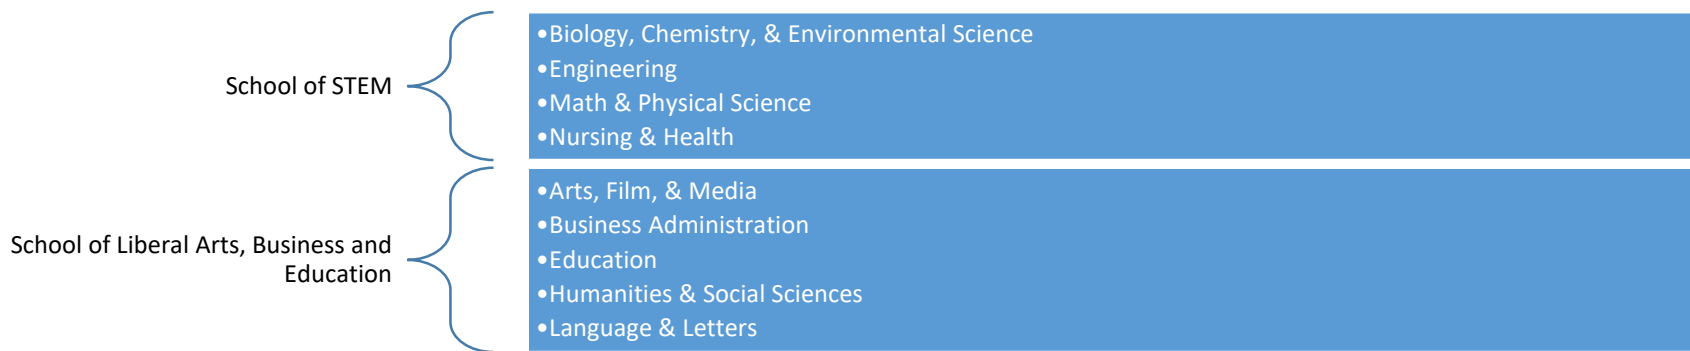 School of STEM
•Biology, Chemistry, & Environmental Science
•Engineering
•Math & Physical Science
•Nursing & Health
School of Liberal Arts, Business and
Education
•Arts, Film, & Media
•Business Administration
•Education
•Humanities & Social Sciences
•Language & Letters